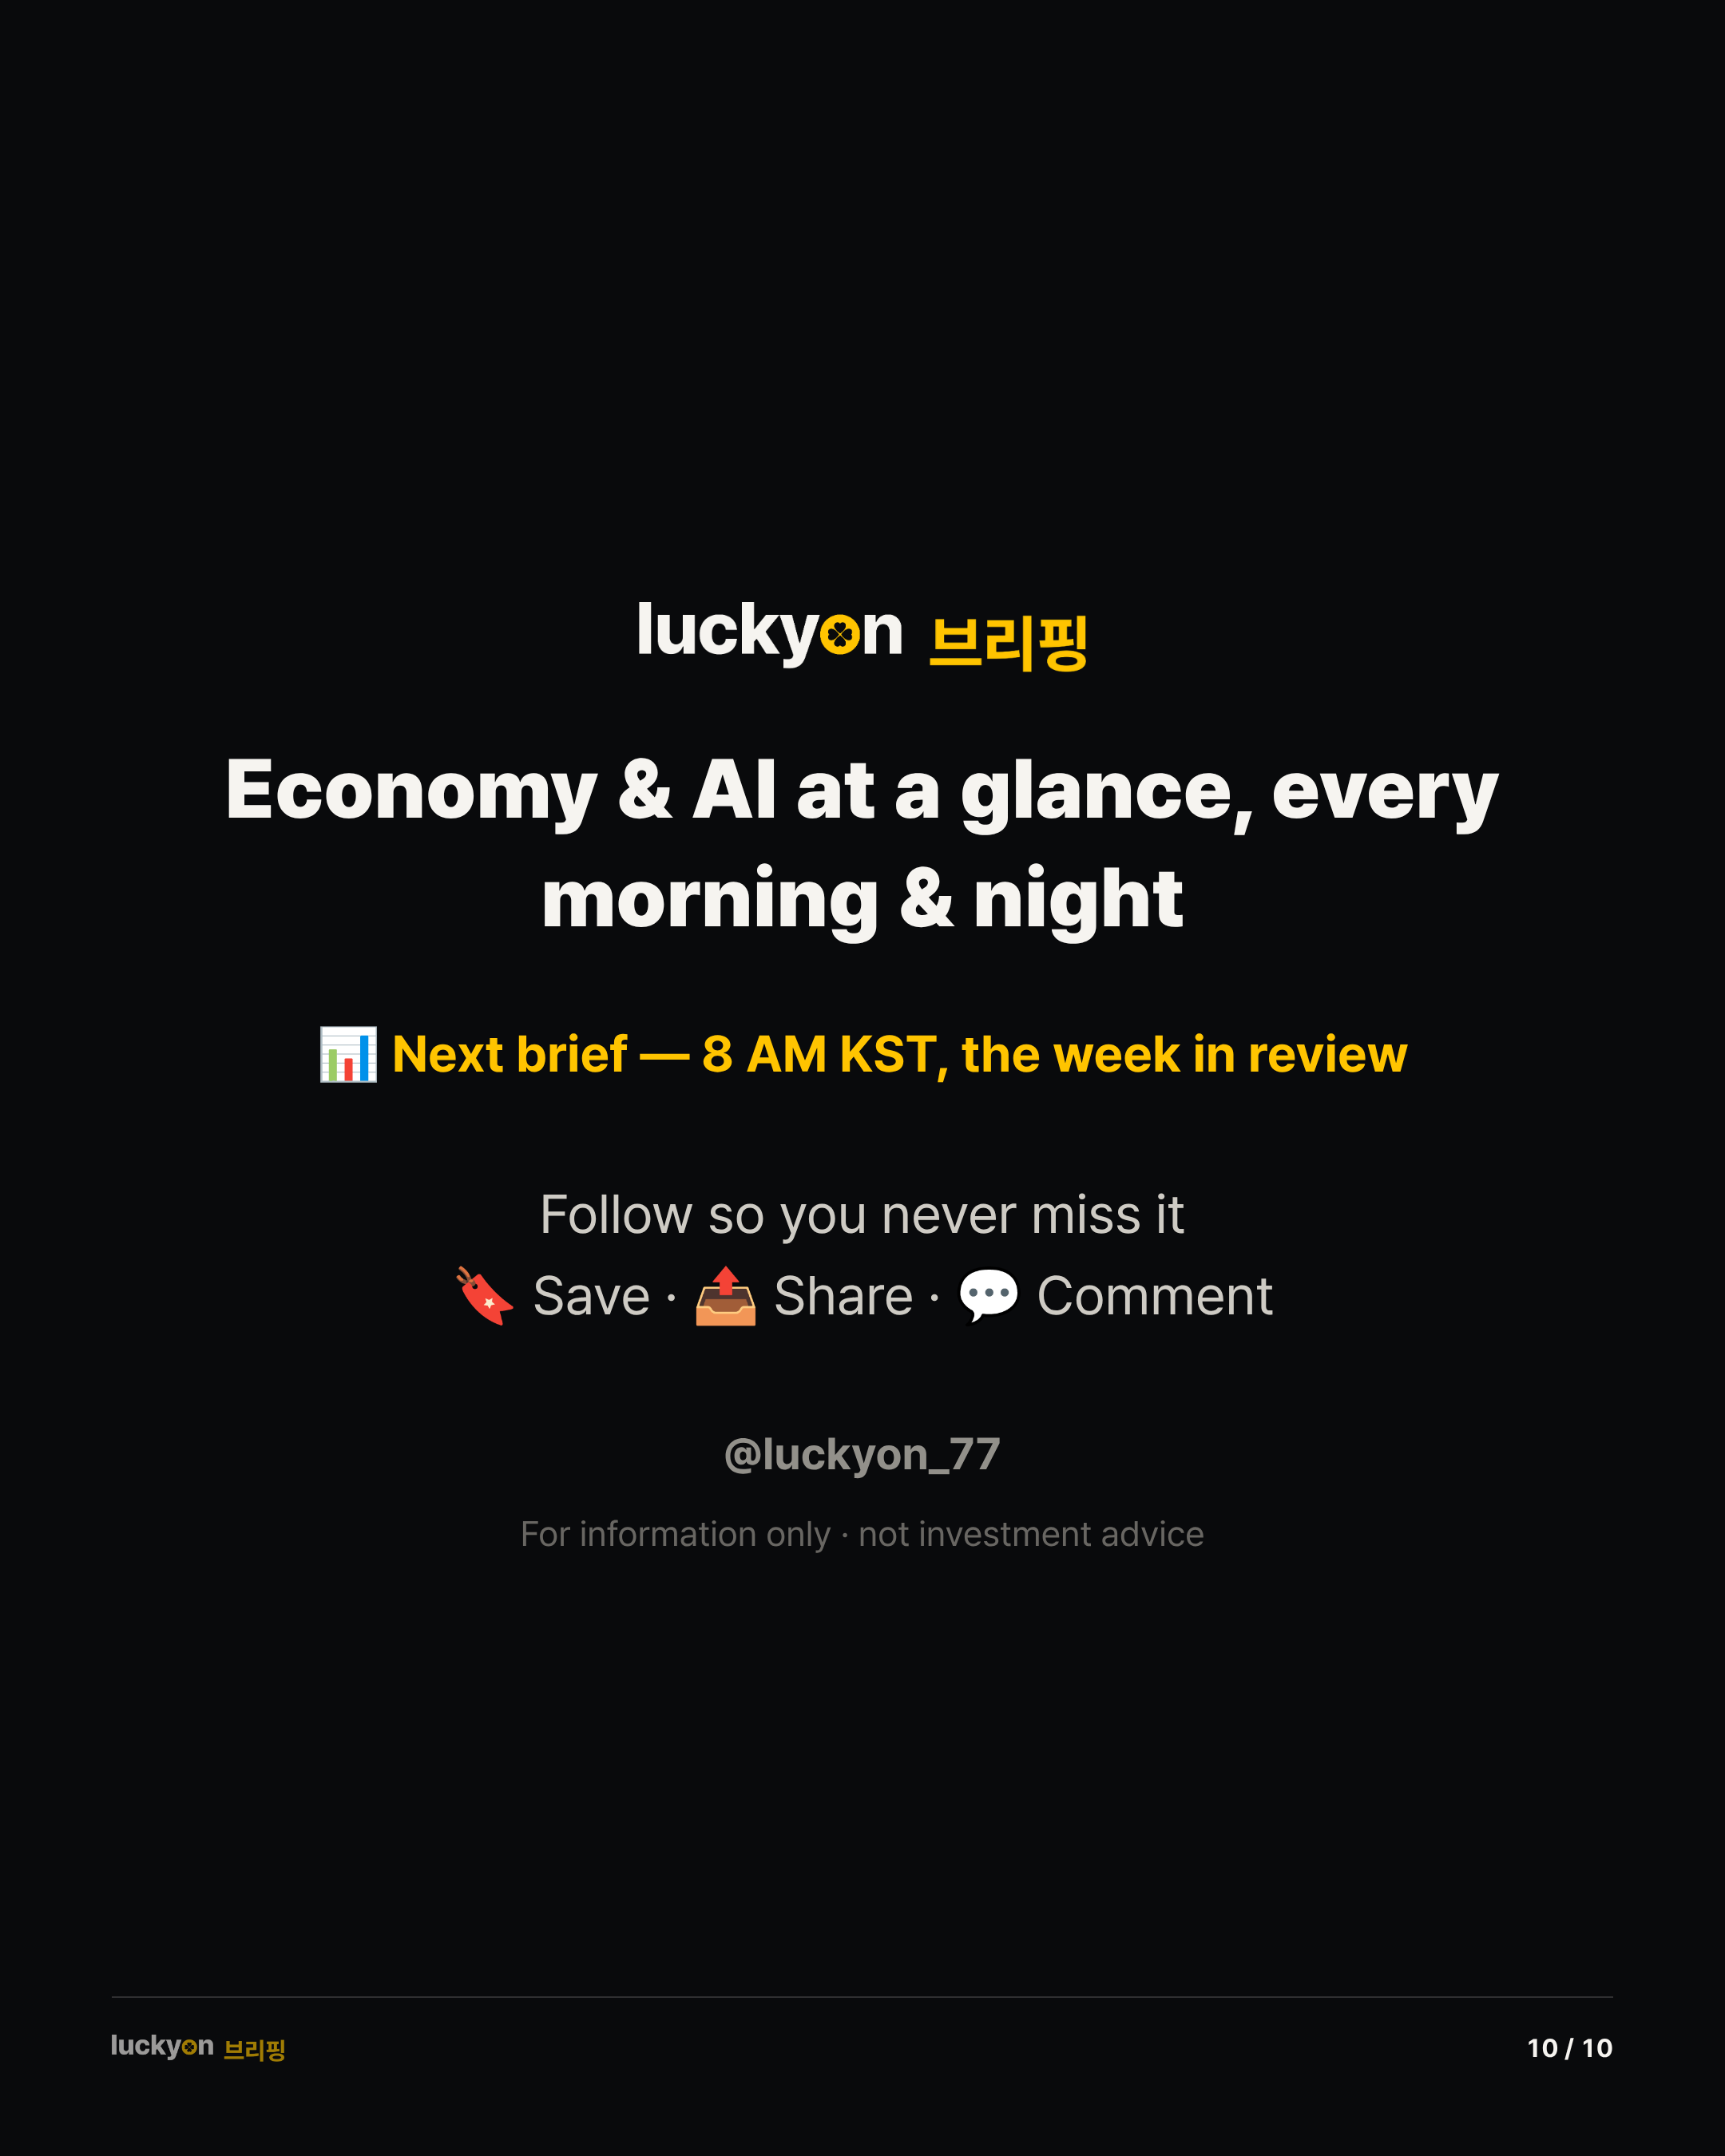 luckyon 브리핑
Economy & AI at a glance, every
morning & night
📊 Next brief — 8 AM KST, the week in review
Follow so you never miss it
🔖 Save · 📤 Share · 💬 Comment
@luckyon_77
For information only · not investment advice
luckyon 브리핑
10 / 10